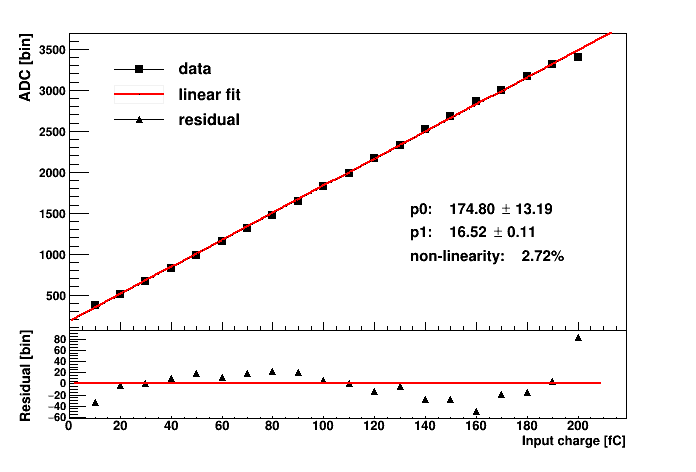 ADC [bin]
3500
3000
2500
2000
1500
1000
500
data
linear fit
residual
p0: 174.80 ± 13.19
p1: 16.52 ± 0.11
non-linearity: 2.72%
Residual [bin]
80
60
40
20
0
−20
−40
−60
0 20 40 60 80 100 120 140 160 180 200
Input charge [fC]